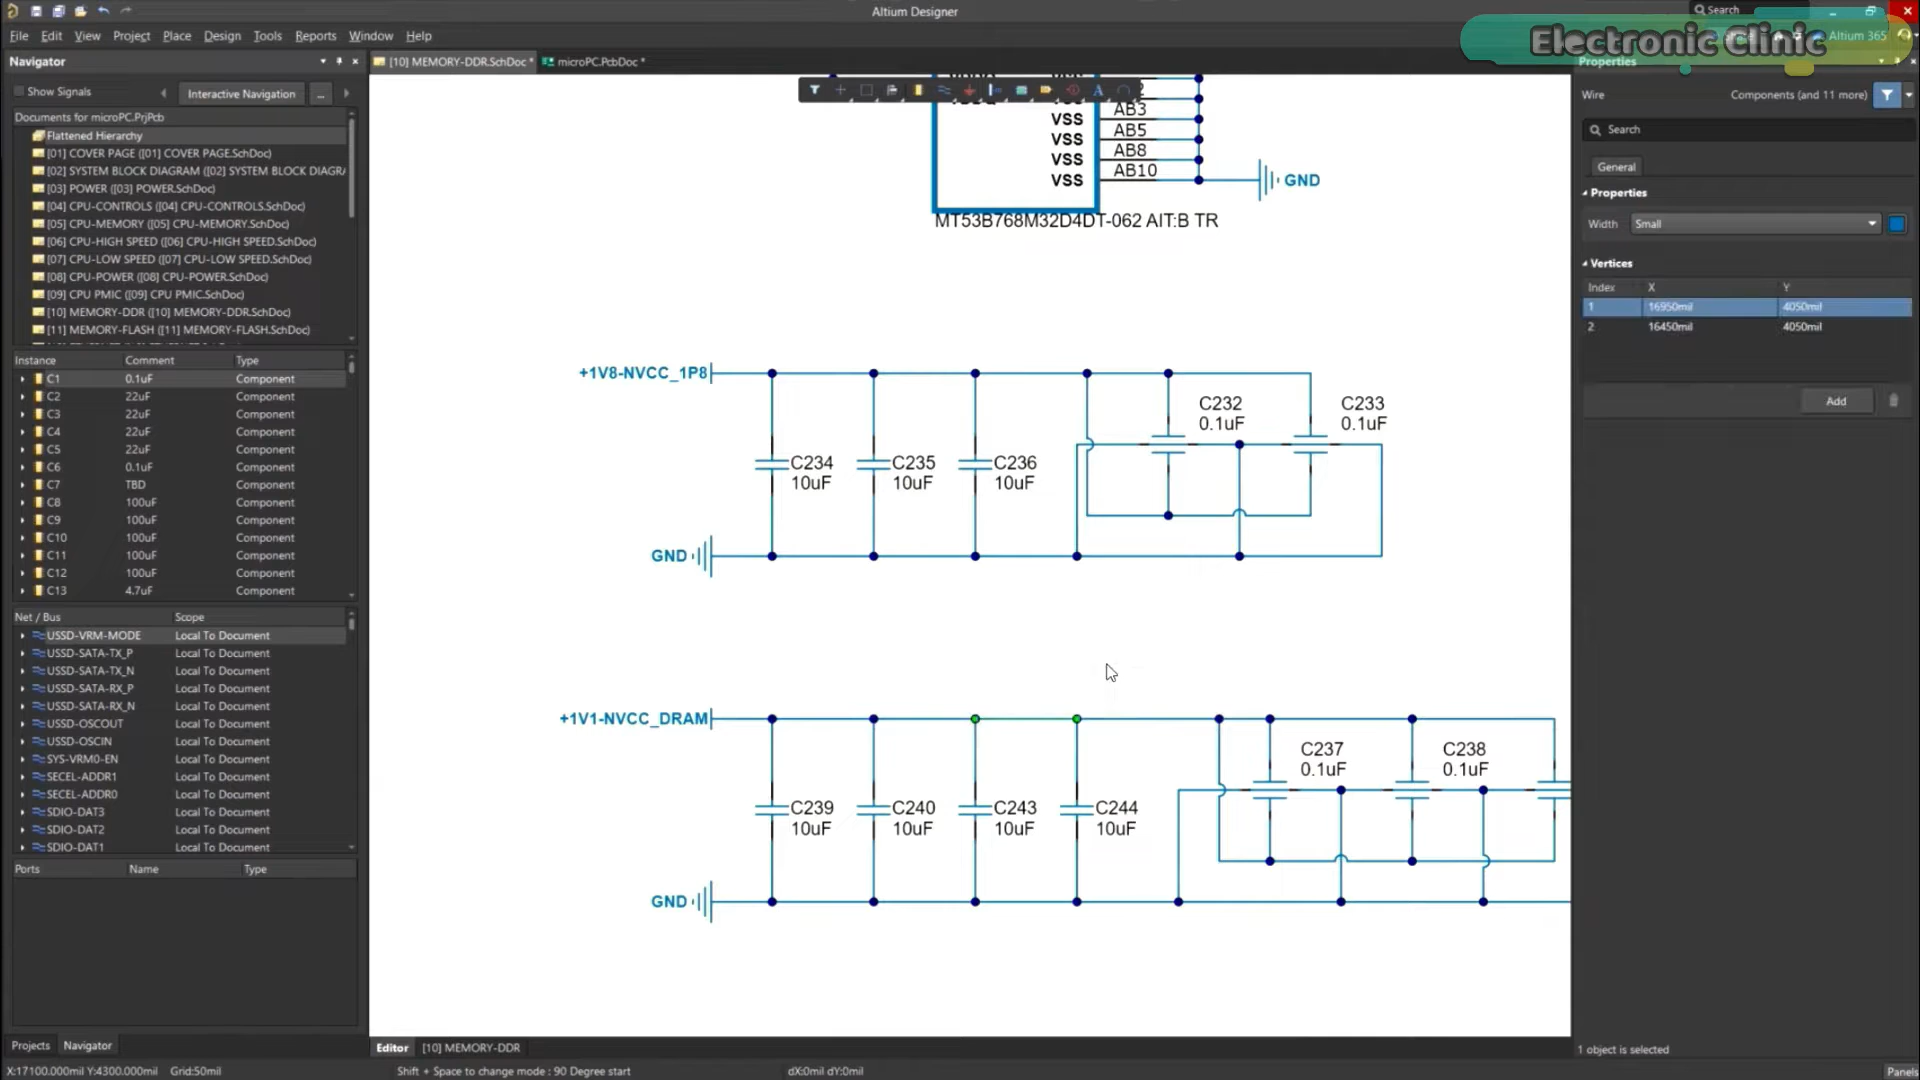 Altium Designer
Search
Electronic Clinic
Altium 365
File Edit View Project Place Design Tools Reports Window Help
Navigator
[10] MEMORY-DDR.SchDoc *
microPC.PcbDoc *
Properties
Show Signals
Interactive Navigation
...
Wire
Components (and 11 more)
Documents for microPC.PrjPcb
Search
Flattened Hierarchy
[01] COVER PAGE ([01] COVER PAGE.SchDoc)
[02] SYSTEM BLOCK DIAGRAM ([02] SYSTEM BLOCK DIAGRA
[03] POWER ([03] POWER.SchDoc)
[04] CPU-CONTROLS ([04] CPU-CONTROLS.SchDoc)
[05] CPU-MEMORY ([05] CPU-MEMORY.SchDoc)
[06] CPU-HIGH SPEED ([06] CPU-HIGH SPEED.SchDoc)
[07] CPU-LOW SPEED ([07] CPU-LOW SPEED.SchDoc)
[08] CPU-POWER ([08] CPU-POWER.SchDoc)
[09] CPU PMIC ([09] CPU PMIC.SchDoc)
[10] MEMORY-DDR ([10] MEMORY-DDR.SchDoc)
[11] MEMORY-FLASH ([11] MEMORY-FLASH.SchDoc)
General
Properties
Width Small
Vertices
Index X Y
1 16950mil 4050mil
2 16450mil 4050mil
Add
VSS AB3
VSS AB5
VSS AB8
VSS AB10
GND
MT53B768M32D4DT-062 AIT:B TR
Instance Comment Type
C1 0.1uF Component
C2 22uF Component
C3 22uF Component
C4 22uF Component
C5 22uF Component
C6 0.1uF Component
C7 TBD Component
C8 100uF Component
C9 100uF Component
C10 100uF Component
C11 100uF Component
C12 100uF Component
C13 4.7uF Component
+1V8-NVCC_1P8
C232
0.1uF
C233
0.1uF
C234
10uF
C235
10uF
C236
10uF
GND
Net / Bus Scope
USSD-VRM-MODE Local To Document
USSD-SATA-TX_P Local To Document
USSD-SATA-TX_N Local To Document
USSD-SATA-RX_P Local To Document
USSD-SATA-RX_N Local To Document
USSD-OSCOUT Local To Document
USSD-OSCIN Local To Document
SYS-VRM0-EN Local To Document
SECEL-ADDR1 Local To Document
SECEL-ADDR0 Local To Document
SDIO-DAT3 Local To Document
SDIO-DAT2 Local To Document
SDIO-DAT1 Local To Document
+1V1-NVCC_DRAM
C237
0.1uF
C238
0.1uF
C239
10uF
C240
10uF
C243
10uF
C244
10uF
GND
Ports Name Type
Projects Navigator
Editor [10] MEMORY-DDR
1 object is selected
X:17100.000mil Y:4300.000mil Grid:50mil
Shift + Space to change mode : 90 Degree start
dX:0mil dY:0mil
Panels